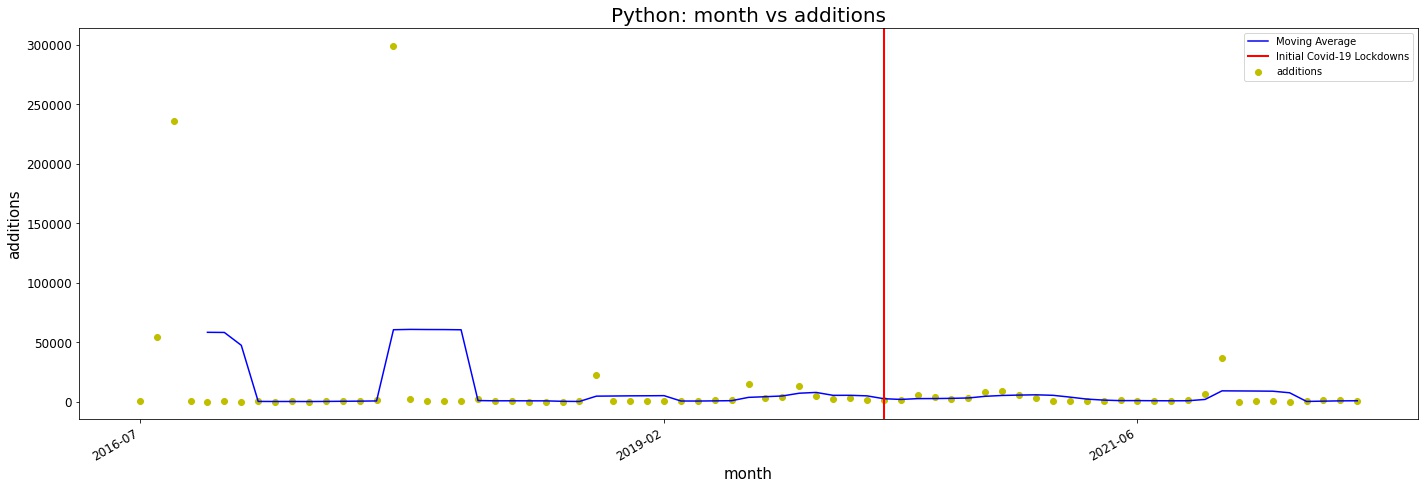 Python: month vs additions
Moving Average
Initial Covid-19 Lockdowns
additions
300000
250000
200000
150000
100000
50000
0
additions
2016-07
2019-02
2021-06
month